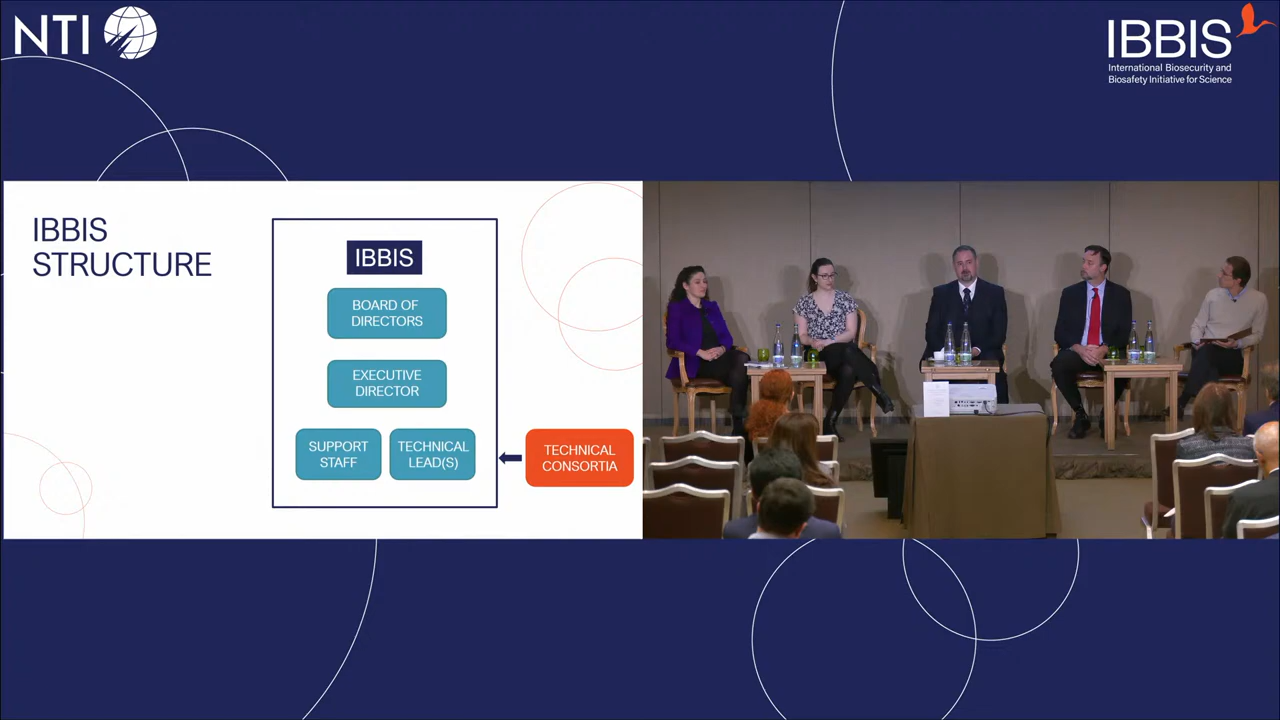 NTI
IBBIS
International Biosecurity and
Biosafety Initiative for Science
IBBIS
STRUCTURE
IBBIS
BOARD OF
DIRECTORS
EXECUTIVE
DIRECTOR
SUPPORT
STAFF
TECHNICAL
LEAD(S)
TECHNICAL
CONSORTIA